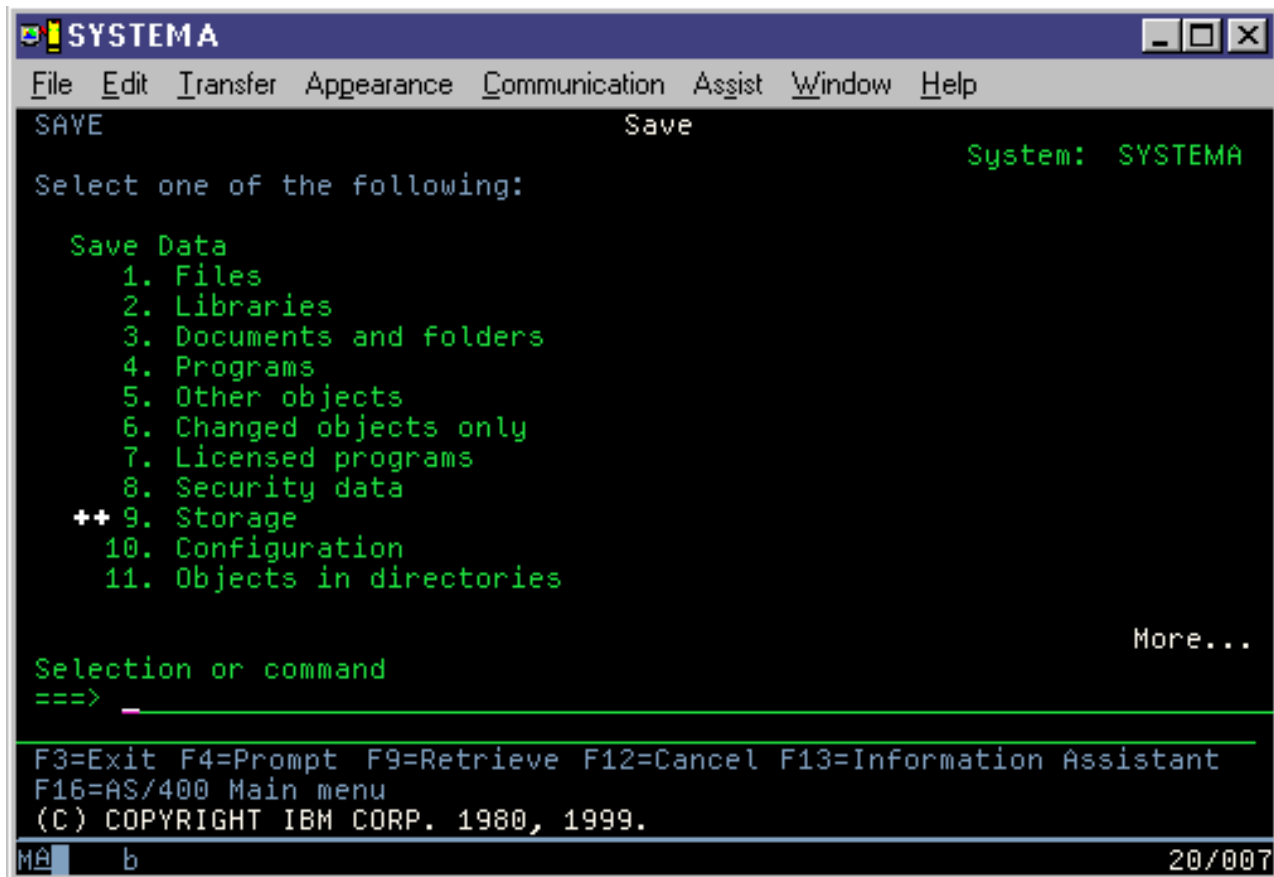 SYSTEMA
File Edit Transfer Appearance Communication Assist Window Help
SAVE Save
System: SYSTEMA
Select one of the following:
Save Data
1. Files
2. Libraries
3. Documents and folders
4. Programs
5. Other objects
6. Changed objects only
7. Licensed programs
8. Security data
++ 9. Storage
10. Configuration
11. Objects in directories
More...
Selection or command
===> _
F3=Exit F4=Prompt F9=Retrieve F12=Cancel F13=Information Assistant
F16=AS/400 Main menu
(C) COPYRIGHT IBM CORP. 1980, 1999.
MA b 20/007